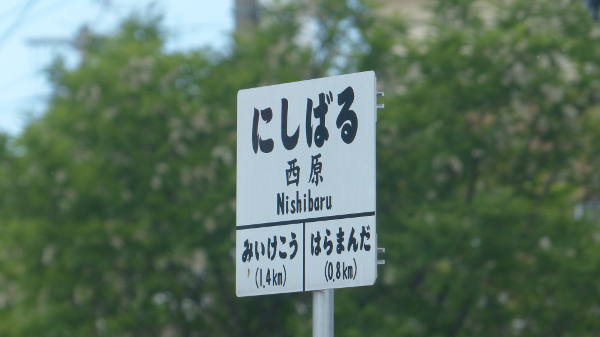 にしばる
西原
Nishibaru
みいけこう はらまんだ
(1.4km) (0.8km)